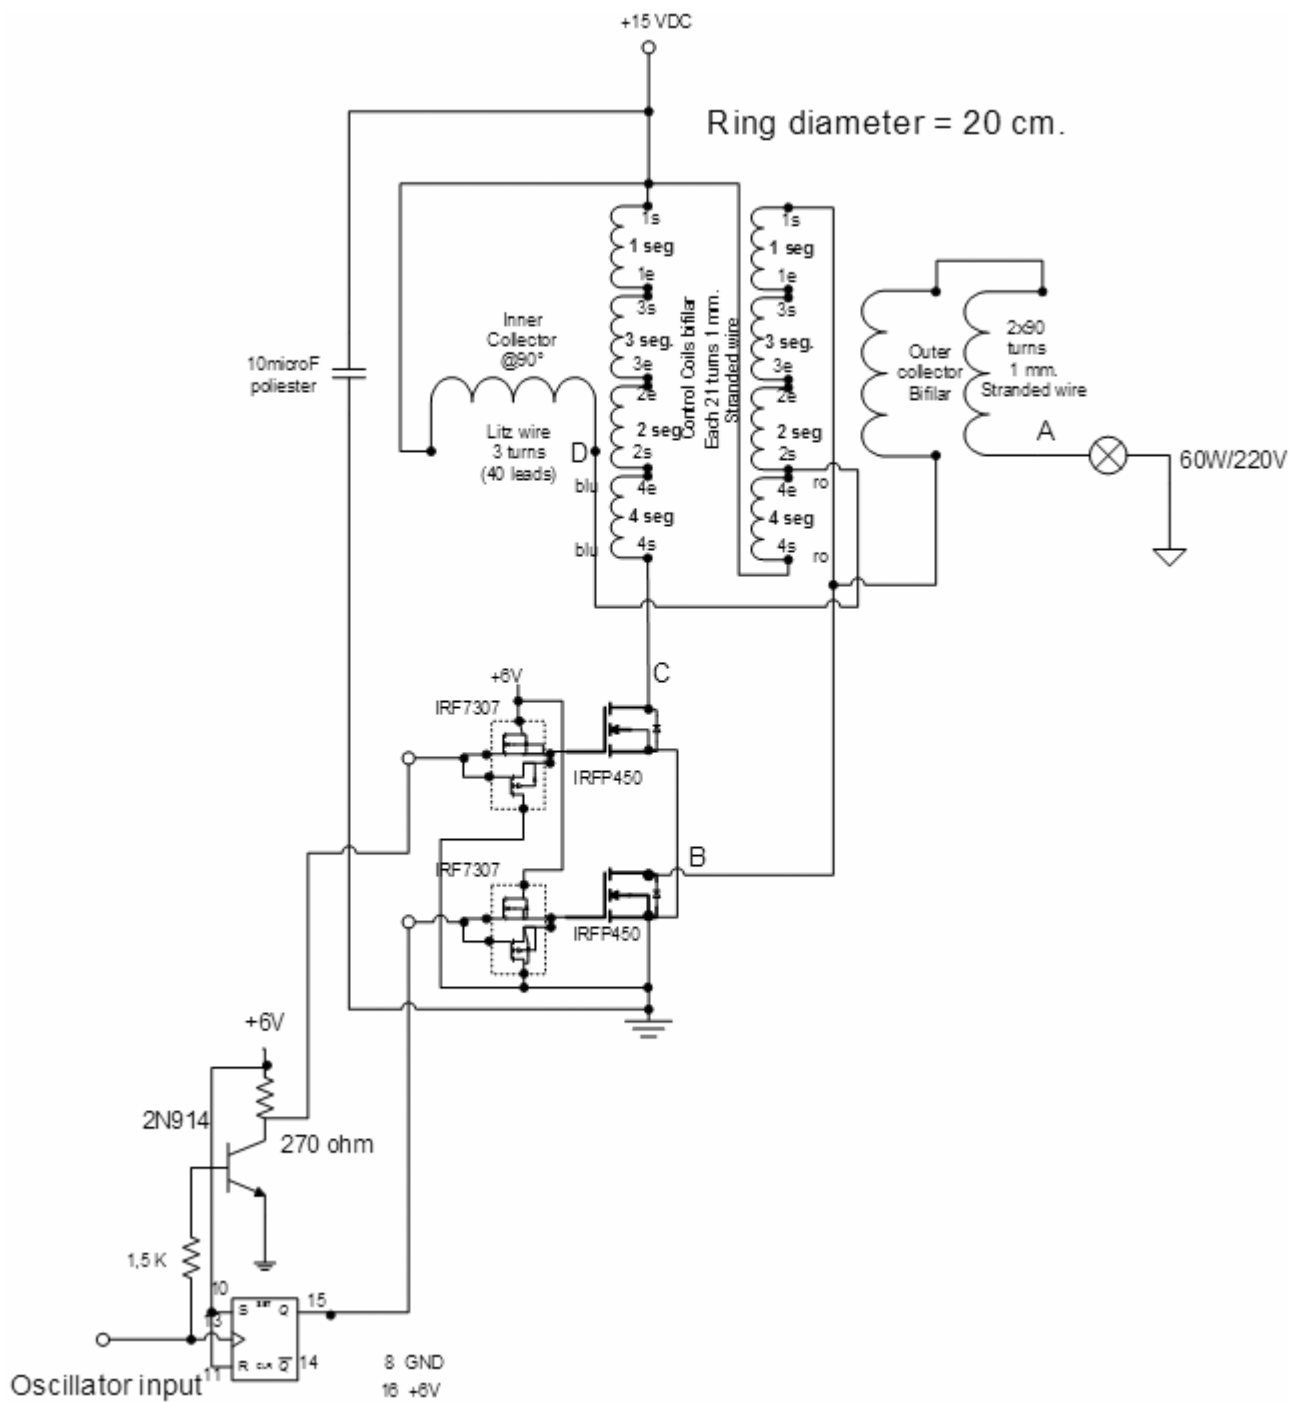 +15 VDC
Ring diameter = 20 cm.
1s
1 seg
1e
3s
3 seg.
3e
2e
2 seg
2s
4e
4 seg
4s
Control Coils bifilar
Each 21 turns 1 mm.
Stranded wire
1s
1 seg
1e
3s
3 seg.
3e
2e
2 seg
2s
4e
4 seg
4s
ro
ro
Inner
Collector
@90°
Litz wire
3 turns
(40 leads)
D
blu
blu
10microF
poliester
Outer
collector
Bifilar
2x90
turns
1 mm.
Stranded wire
A
60W/220V
C
+6V
IRF7307
IRFP450
B
IRF7307
IRFP450
+6V
2N914
270 ohm
1,5 K
10
13
11
S SET Q
R CLR Q
15
14
8 GND
16 +6V
Oscillator input